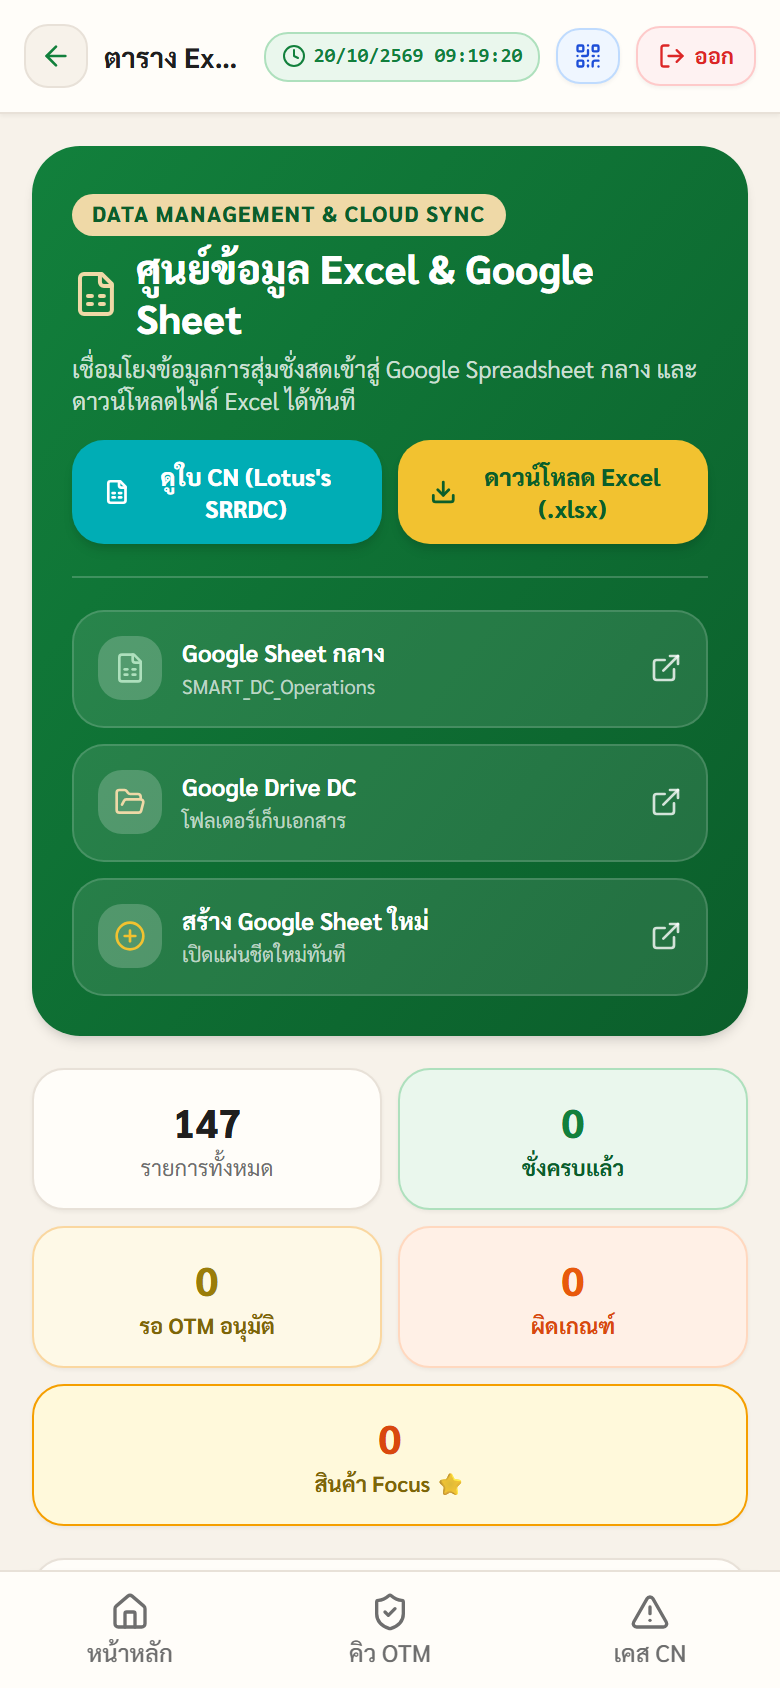 ตาราง Ex...
20/10/2569 09:19:20
ออก
DATA MANAGEMENT & CLOUD SYNC
ศูนย์ข้อมูล Excel & Google
Sheet
เชื่อมโยงข้อมูลการสุ่มชั่งสดเข้าสู่ Google Spreadsheet กลาง และ
ดาวน์โหลดไฟล์ Excel ได้ทันที
ดูใบ CN (Lotus's
SRRDC)
ดาวน์โหลด Excel
(.xlsx)
Google Sheet กลาง
SMART_DC_Operations
Google Drive DC
โฟลเดอร์เก็บเอกสาร
สร้าง Google Sheet ใหม่
เปิดแผ่นชีตใหม่ทันที
147
รายการทั้งหมด
0
ชั่งครบแล้ว
0
รอ OTM อนุมัติ
0
ผิดเกณฑ์
0
สินค้า Focus ⭐
หน้าหลัก
คิว OTM
เคส CN